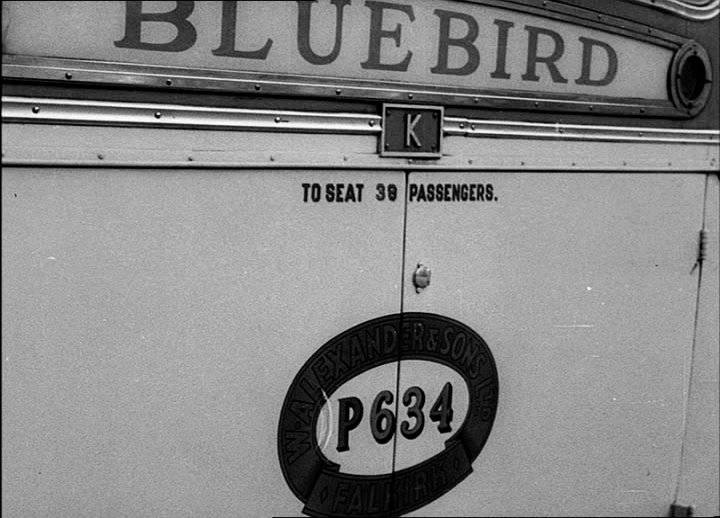 BLUEBIRD
K
TO SEAT 38 PASSENGERS.
W. ALEXANDER & SONS LTD
P634
FALKIRK